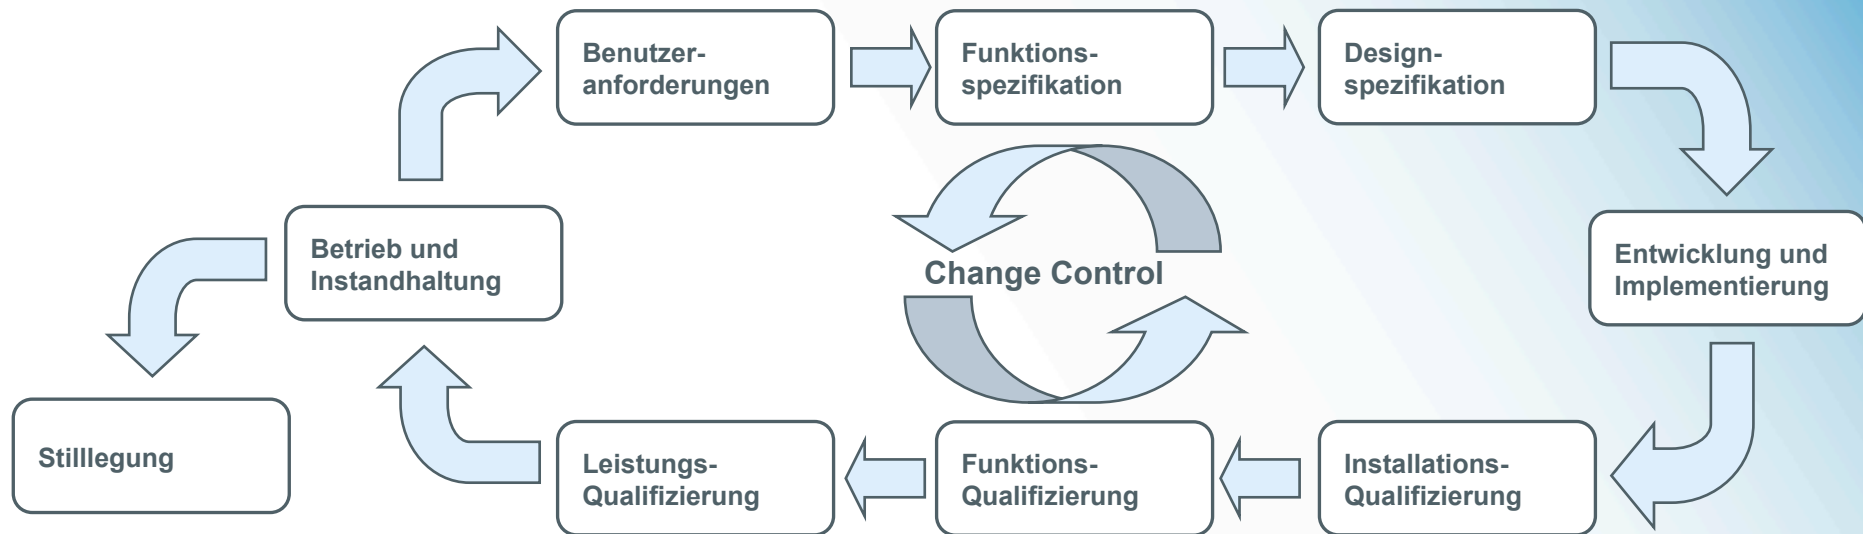 Benutzer-
anforderungen
Funktions-
spezifikation
Design-
spezifikation
Betrieb und
Instandhaltung
Change Control
Entwicklung und
Implementierung
Stilllegung
Leistungs-
Qualifizierung
Funktions-
Qualifizierung
Installations-
Qualifizierung